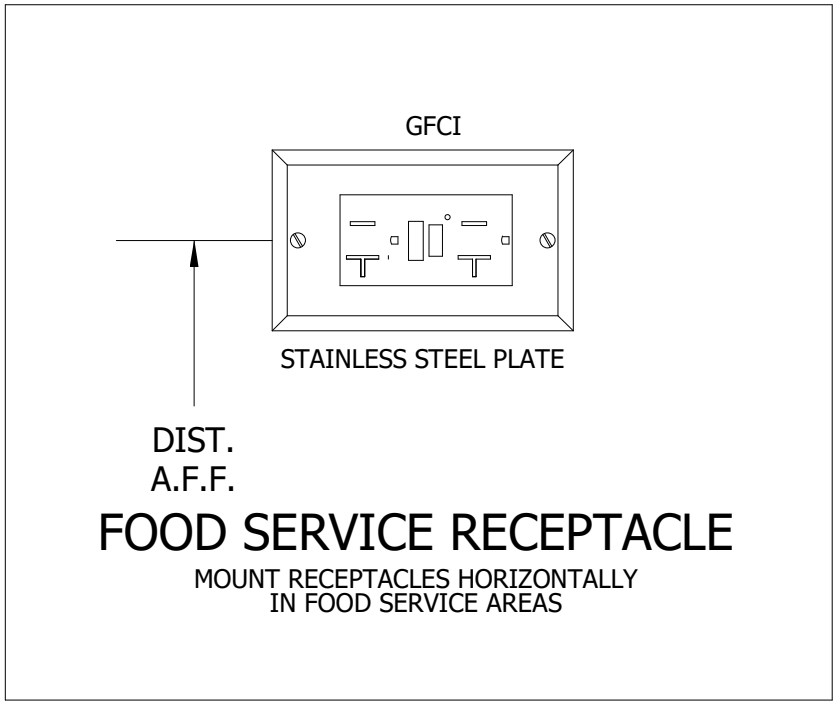 GFCI
STAINLESS STEEL PLATE
DIST.
A.F.F.
FOOD SERVICE RECEPTACLE
MOUNT RECEPTACLES HORIZONTALLY
IN FOOD SERVICE AREAS